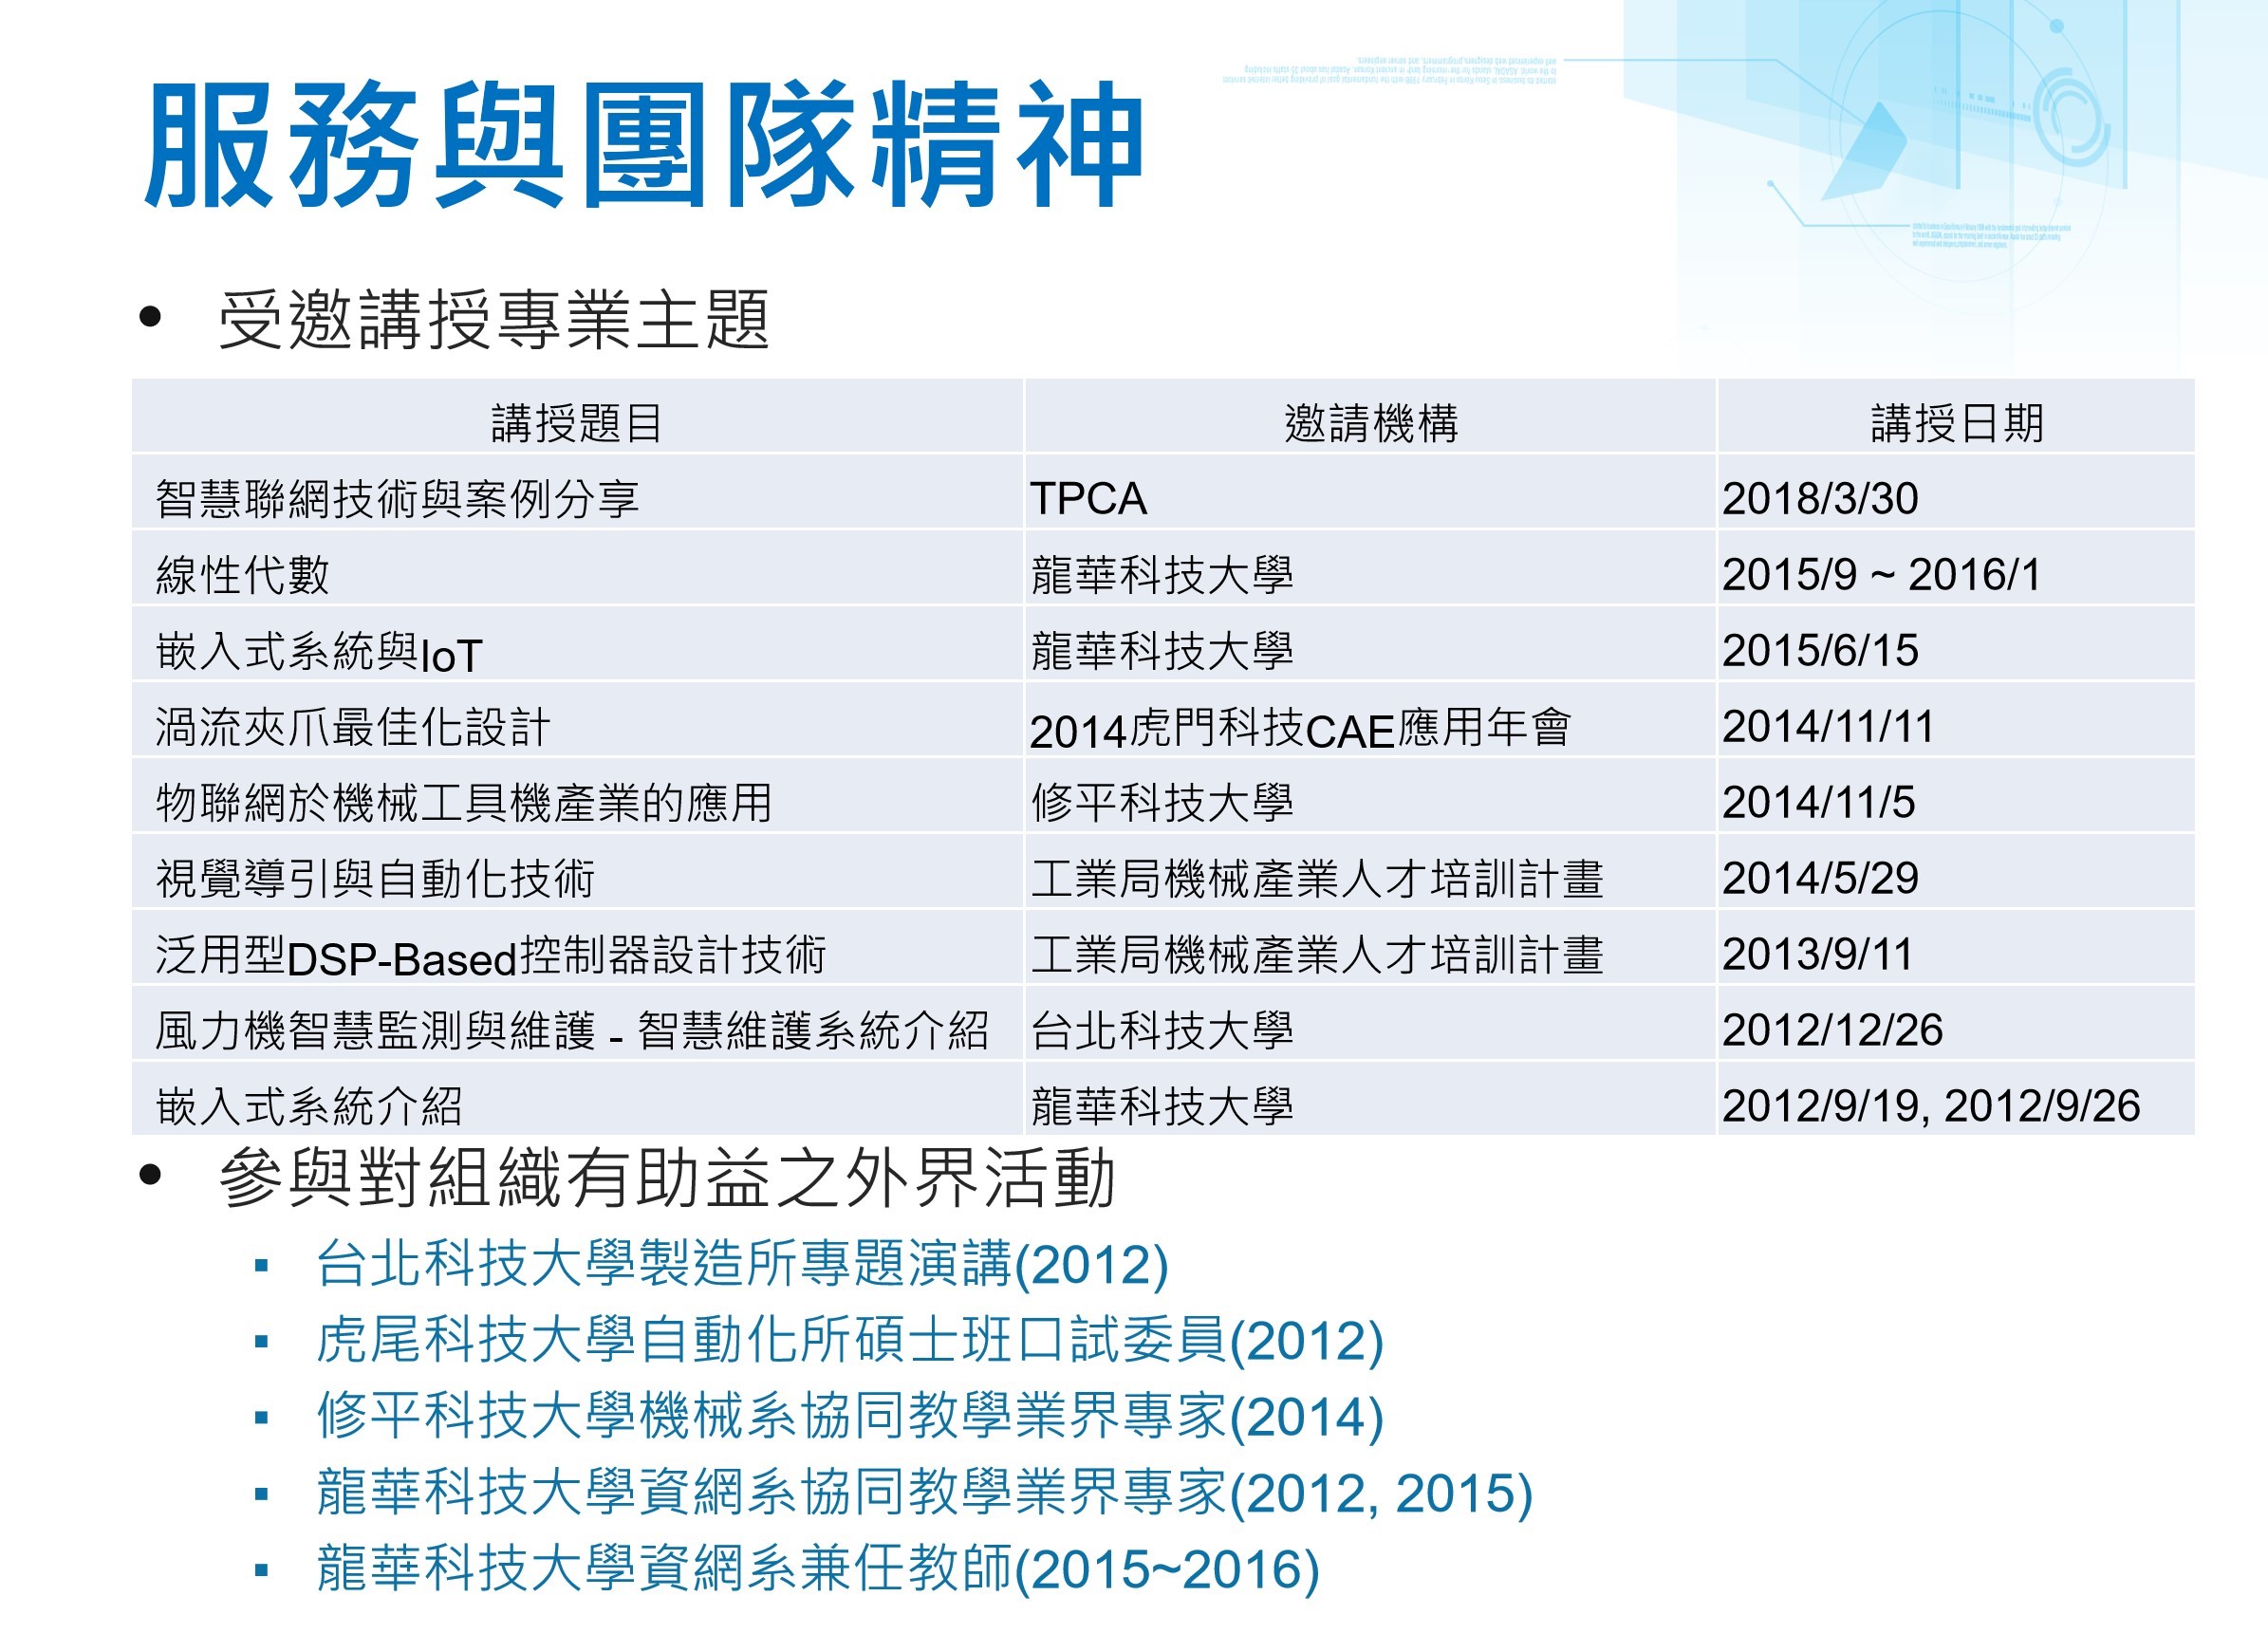 服務與團隊精神
• 受邀講授專業主題
講授題目 邀請機構 講授日期
智慧聯網技術與案例分享 TPCA 2018/3/30
線性代數 龍華科技大學 2015/9 ~ 2016/1
嵌入式系統與IoT 龍華科技大學 2015/6/15
渦流夾爪最佳化設計 2014虎門科技CAE應用年會 2014/11/11
物聯網於機械工具機產業的應用 修平科技大學 2014/11/5
視覺導引與自動化技術 工業局機械產業人才培訓計畫 2014/5/29
泛用型DSP-Based控制器設計技術 工業局機械產業人才培訓計畫 2013/9/11
風力機智慧監測與維護 - 智慧維護系統介紹 台北科技大學 2012/12/26
嵌入式系統介紹 龍華科技大學 2012/9/19, 2012/9/26
• 參與對組織有助益之外界活動
▪ 台北科技大學製造所專題演講(2012)
▪ 虎尾科技大學自動化所碩士班口試委員(2012)
▪ 修平科技大學機械系協同教學業界專家(2014)
▪ 龍華科技大學資網系協同教學業界專家(2012, 2015)
▪ 龍華科技大學資網系兼任教師(2015~2016)